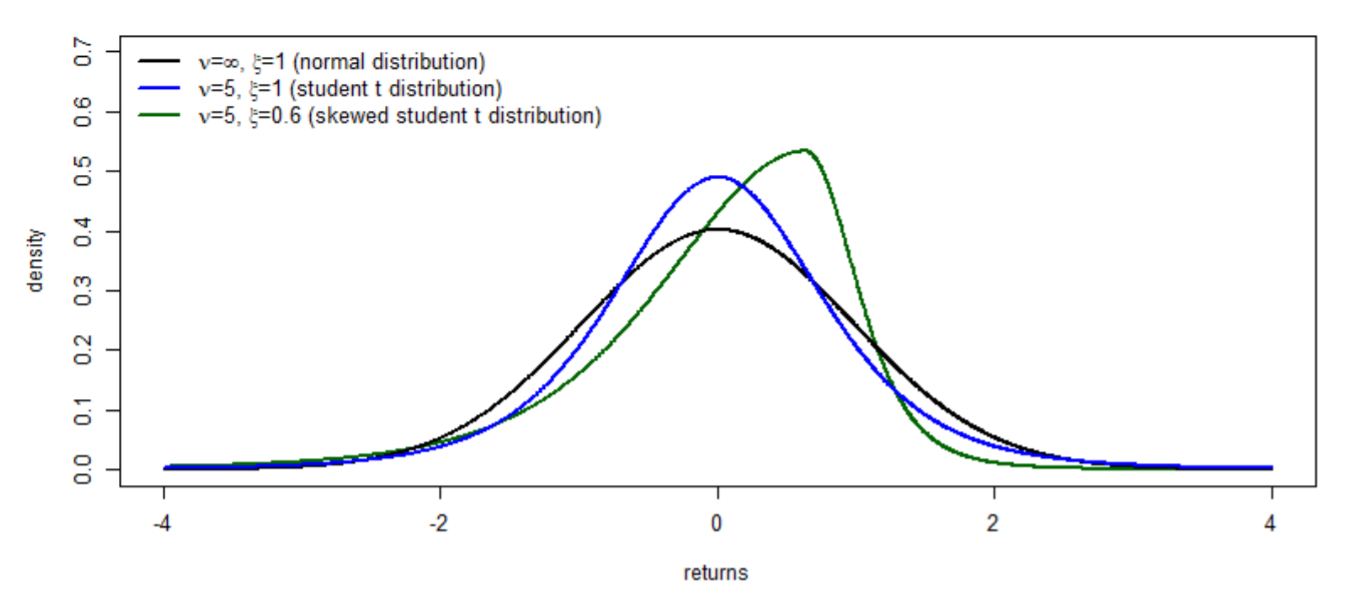 ν=∞, ξ=1 (normal distribution)
ν=5, ξ=1 (student t distribution)
ν=5, ξ=0.6 (skewed student t distribution)
density
0.7
0.6
0.5
0.4
0.3
0.2
0.1
0.0
-4 -2 0 2 4
returns